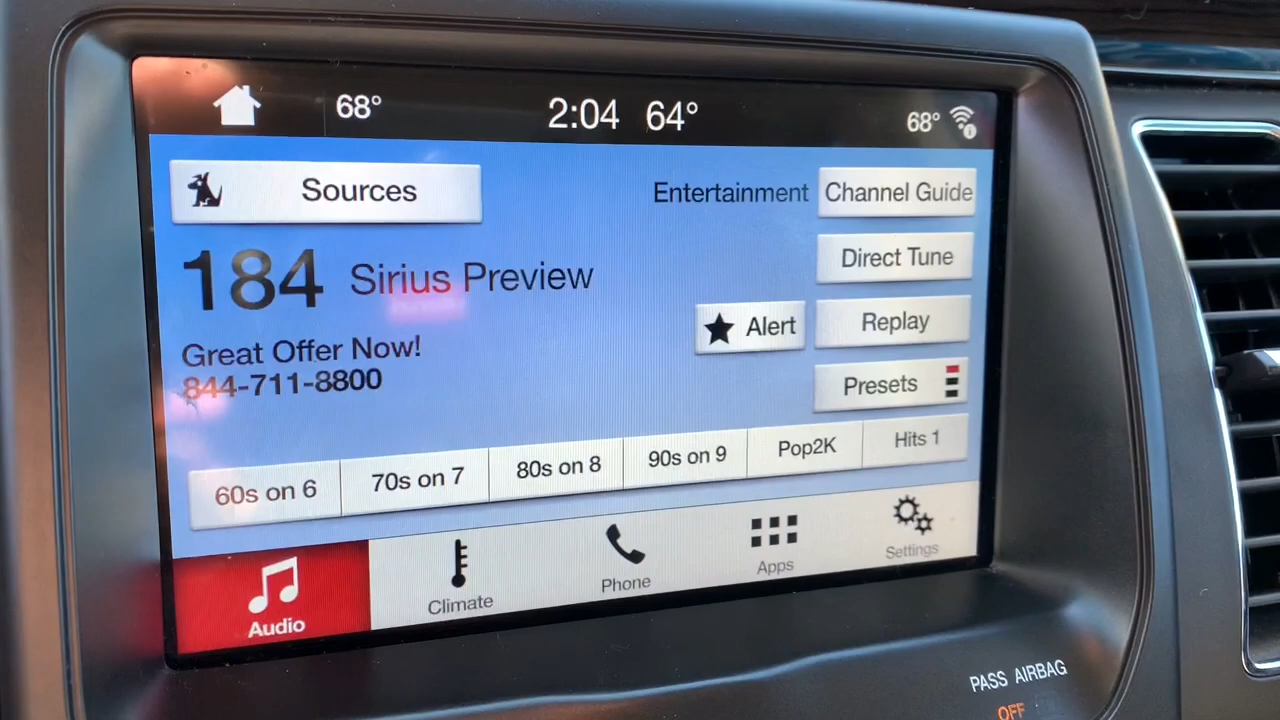 68° 2:04 64° 68°
Sources
Entertainment
Channel Guide
184 Sirius Preview
Direct Tune
Great Offer Now!
844-711-8800
Alert
Replay
Presets
60s on 6 70s on 7 80s on 8 90s on 9 Pop2K Hits 1
Audio Climate Phone Apps Settings
PASS AIRBAG
OFF